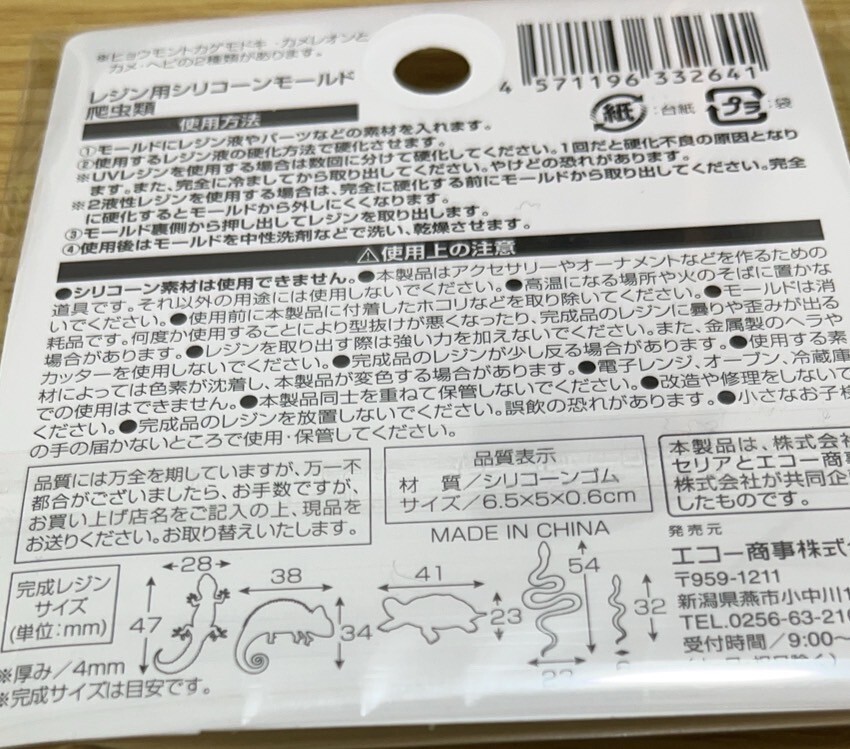 ※ヒョウモントカゲモドキ・カメレオンと
カメ・ヘビの2種類があります。
レジン用シリコーンモールド
爬虫類
4 571196 332641
紙 :台紙 プラ :袋
使用方法
①モールドにレジン液やパーツなどの素材を入れます。
②使用するレジン液の硬化方法で硬化させます。
※UVレジンを使用する場合は数回に分けて硬化してください。1回だと硬化不良の原因となり
ます。また、完全に冷ましてから取り出してください。やけどの恐れがあります。
※2液性レジンを使用する場合は、完全に硬化する前にモールドから取り出してください。完全
に硬化するとモールドから外しにくくなります。
③モールド裏側から押し出してレジンを取り出します。
④使用後はモールドを中性洗剤などで洗い、乾燥させます。
⚠使用上の注意
●シリコーン素材は使用できません。●本製品はアクセサリーやオーナメントなどを作るための
道具です。それ以外の用途には使用しないでください。●高温になる場所や火のそばに置かな
いでください。●使用前に本製品に付着したホコリなどを取り除いてください。●モールドは消
耗品です。何度か使用することにより型抜けが悪くなったり、完成品のレジンに曇りや歪みが出る
場合があります。●レジンを取り出す際は強い力を加えないでください。また、金属製のヘラや
カッターを使用しないでください。●完成品のレジンが少し反る場合があります。●使用する素
材によっては色素が沈着し、本製品が変色する場合があります。●電子レンジ、オーブン、冷蔵庫
での使用はできません。●本製品同士を重ねて保管しないでください。●改造や修理をしないで
ください。●完成品のレジンを放置しないでください。誤飲の恐れがあります。●小さなお子様
の手の届かないところで使用・保管してください。
品質には万全を期していますが、万一不
都合がございましたら、お手数ですが、
お買い上げ店名をご記入の上、現品を
お送りください。お取り替えいたします。
品質表示
材 質/シリコーンゴム
サイズ/6.5×5×0.6cm
MADE IN CHINA
本製品は、株式会社
セリアとエコー商事
株式会社が共同企
したものです。
発売元
エコー商事株式
〒959-1211
新潟県燕市小中川1
TEL.0256-63-21
受付時間/9:00〜
完成レジン
サイズ
(単位:mm)
28
47
38
34
41
23
54
32
※厚み/4mm
※完成サイズは目安です。